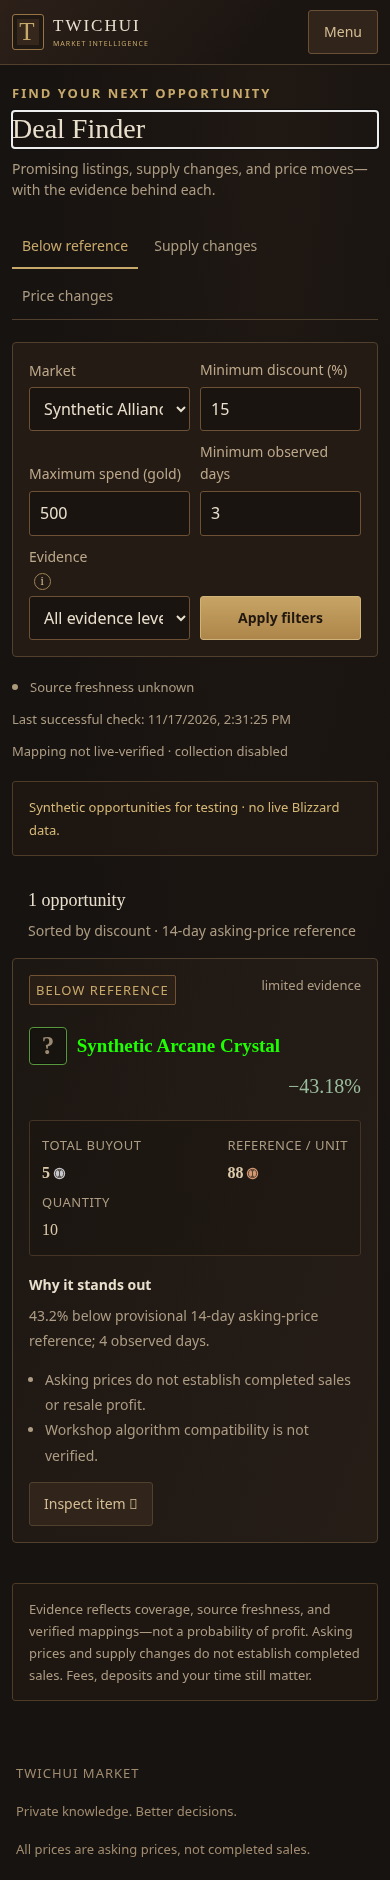 T
TWICHUI
MARKET INTELLIGENCE
Menu
FIND YOUR NEXT OPPORTUNITY
Deal Finder
Promising listings, supply changes, and price moves—
with the evidence behind each.
Below reference
Supply changes
Price changes
Market
Minimum discount (%)
Synthetic Allianc
15
Maximum spend (gold)
Minimum observed
days
500
3
Evidence
i
All evidence leve
Apply filters
Source freshness unknown
Last successful check: 11/17/2026, 2:31:25 PM
Mapping not live-verified · collection disabled
Synthetic opportunities for testing · no live Blizzard
data.
1 opportunity
Sorted by discount · 14-day asking-price reference
BELOW REFERENCE
limited evidence
?
Synthetic Arcane Crystal
−43.18%
TOTAL BUYOUT
REFERENCE / UNIT
5
88
QUANTITY
10
Why it stands out
43.2% below provisional 14-day asking-price
reference; 4 observed days.
Asking prices do not establish completed sales
or resale profit.
Workshop algorithm compatibility is not
verified.
Inspect item
Evidence reflects coverage, source freshness, and
verified mappings—not a probability of profit. Asking
prices and supply changes do not establish completed
sales. Fees, deposits and your time still matter.
TWICHUI MARKET
Private knowledge. Better decisions.
All prices are asking prices, not completed sales.